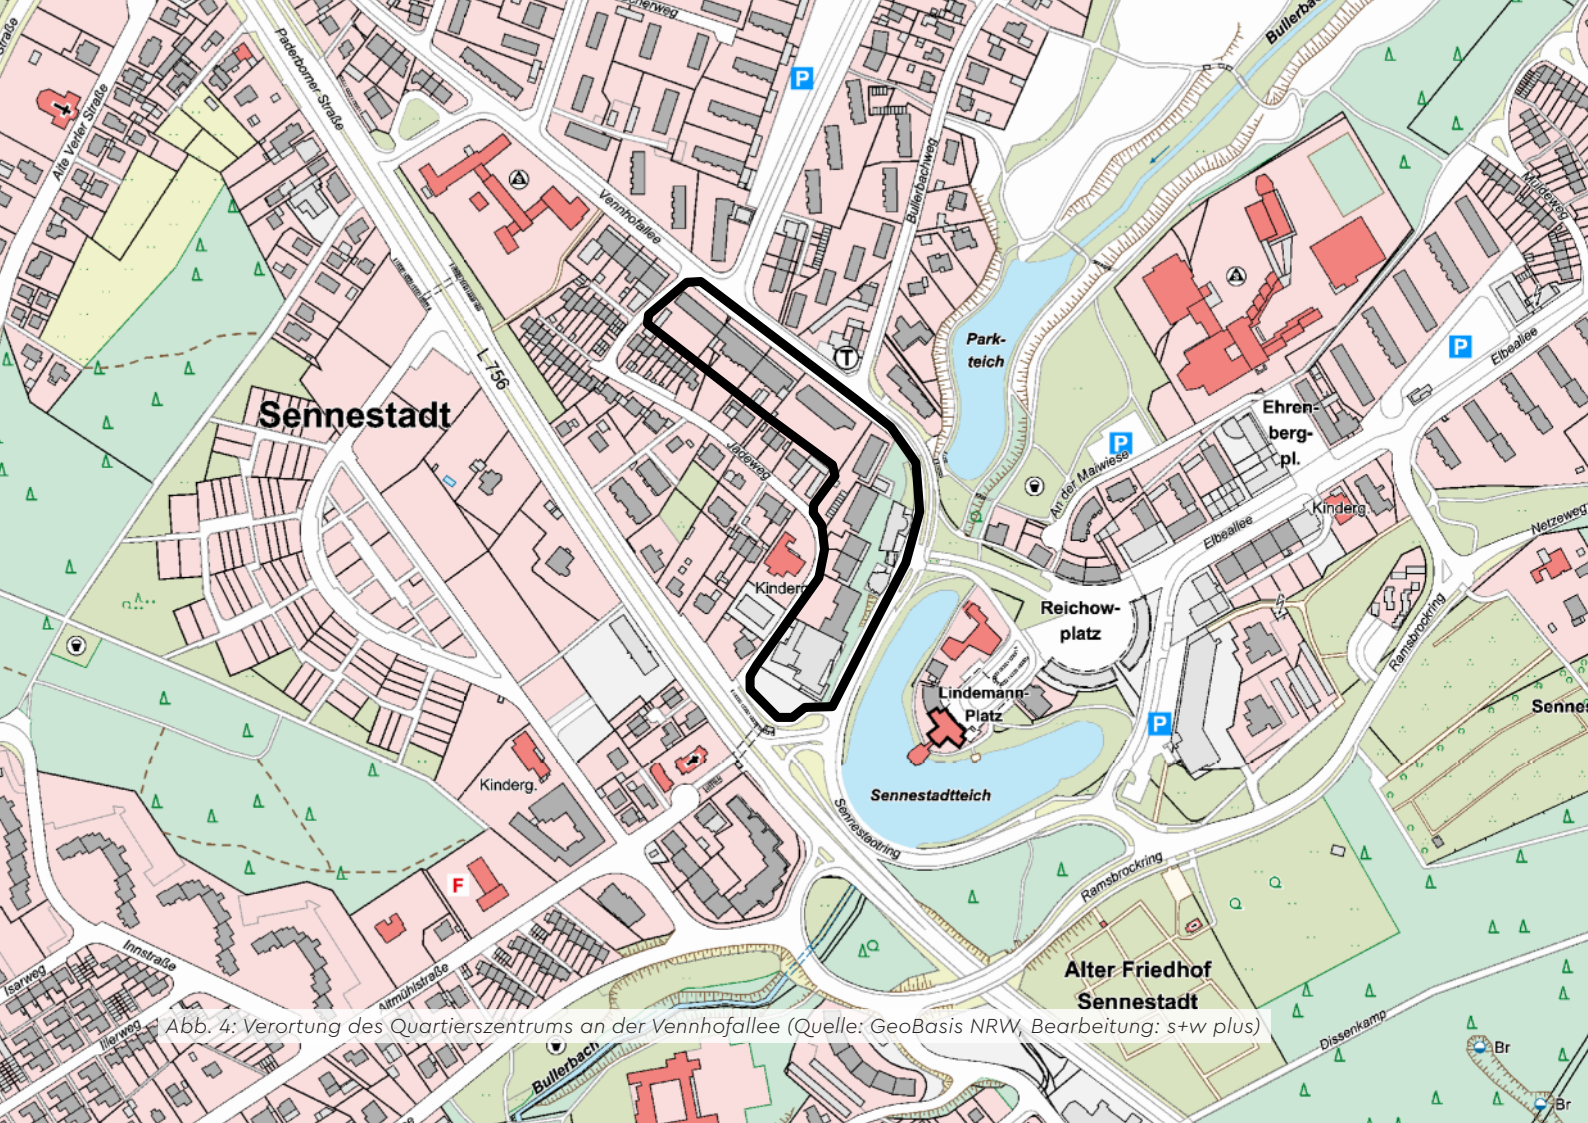 Bullerbach
Paderborner Straße
P
Alte Verler Straße
Bullerbachweg
Muldeweg
Vennhofallee
Park-
teich
T
L 756
P
Elbeallee
Sennestadt
Ehren-
berg-
pl.
P
Jadeweg
An der Maiwiese
Kinderg.
Netzeweg
Elbeallee
Kinderg
Reichow-
platz
Ramsbrockring
Lindemann-
Platz
P
Sennes
Kinderg.
Sennestadtteich
Sennestadtring
Ramsbrockring
F
Innstraße
Isarweg
Altmühlstraße
Alter Friedhof
Sennestadt
Illerweg
Abb. 4: Verortung des Quartierszentrums an der Vennhofallee (Quelle: GeoBasis NRW, Bearbeitung: s+w plus)
Dissenkamp
Bullerbach
Br
Br